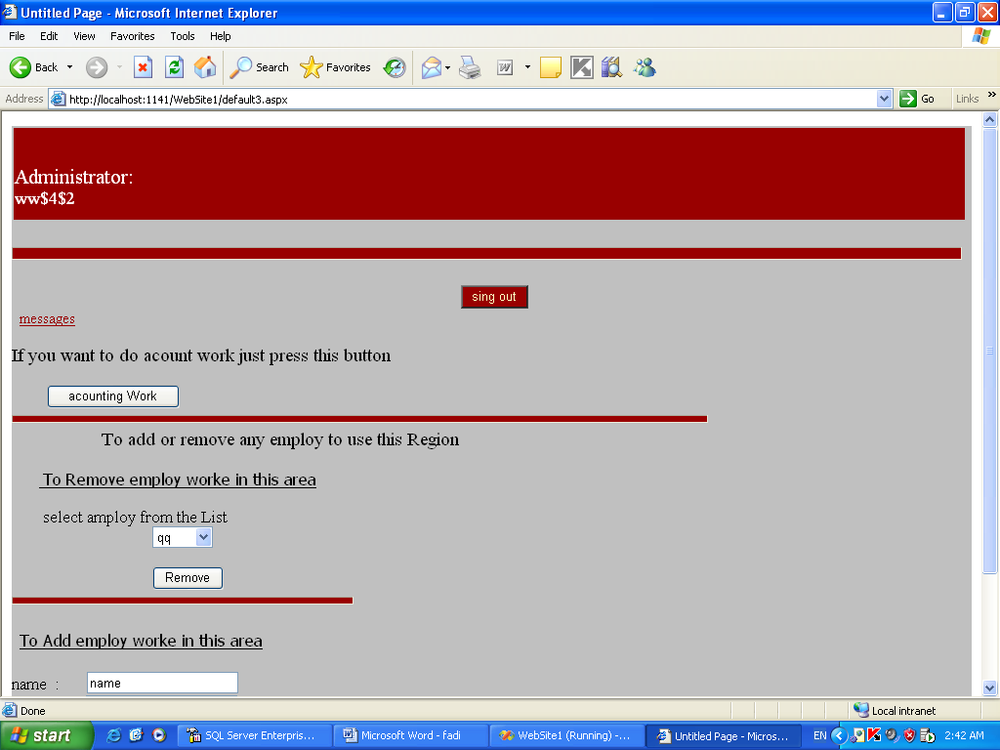 Untitled Page - Microsoft Internet Explorer
File Edit View Favorites Tools Help
Back Search Favorites
Address http://localhost:1141/WebSite1/default3.aspx Go Links »
Administrator:
ww$4$2
sing out
messages
If you want to do acount work just press this button
acounting Work
To add or remove any employ to use this Region
To Remove employ worke in this area
select amploy from the List
qq
Remove
To Add employ worke in this area
name : name
Done Local intranet
start SQL Server Enterpris... Microsoft Word - fadi WebSite1 (Running) -... Untitled Page - Micros... EN 2:42 AM